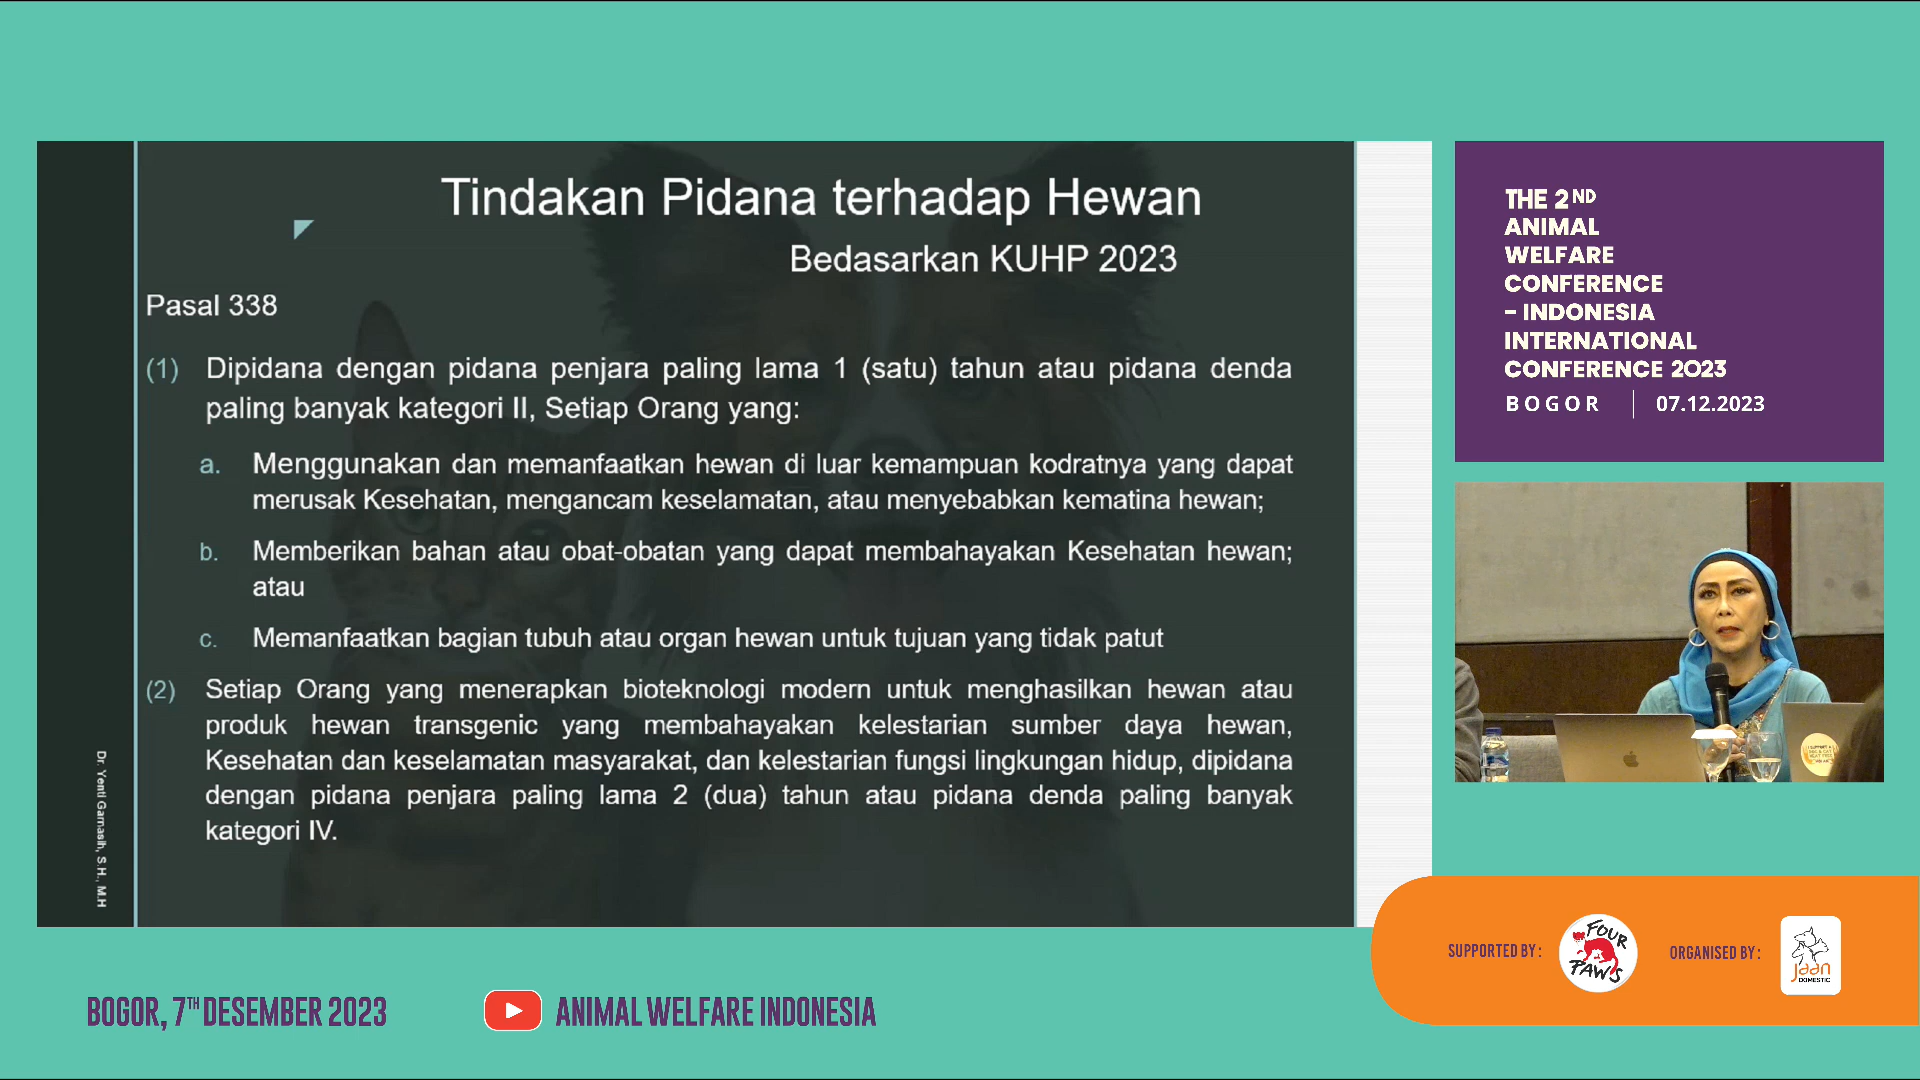 Tindakan Pidana terhadap Hewan
Bedasarkan KUHP 2023
Pasal 338
(1) Dipidana dengan pidana penjara paling lama 1 (satu) tahun atau pidana denda
paling banyak kategori II, Setiap Orang yang:
a. Menggunakan dan memanfaatkan hewan di luar kemampuan kodratnya yang dapat
merusak Kesehatan, mengancam keselamatan, atau menyebabkan kematina hewan;
b. Memberikan bahan atau obat-obatan yang dapat membahayakan Kesehatan hewan;
atau
c. Memanfaatkan bagian tubuh atau organ hewan untuk tujuan yang tidak patut
(2) Setiap Orang yang menerapkan bioteknologi modern untuk menghasilkan hewan atau
produk hewan transgenic yang membahayakan kelestarian sumber daya hewan,
Kesehatan dan keselamatan masyarakat, dan kelestarian fungsi lingkungan hidup, dipidana
dengan pidana penjara paling lama 2 (dua) tahun atau pidana denda paling banyak
kategori IV.
Dr. Yenti Garnasih, S.H., M.H
THE 2ND
ANIMAL
WELFARE
CONFERENCE
- INDONESIA
INTERNATIONAL
CONFERENCE 2023
BOGOR | 07.12.2023
SUPPORTED BY :
FOUR
PAWS
ORGANISED BY :
jaan
DOMESTIC
BOGOR, 7TH DESEMBER 2023
ANIMAL WELFARE INDONESIA